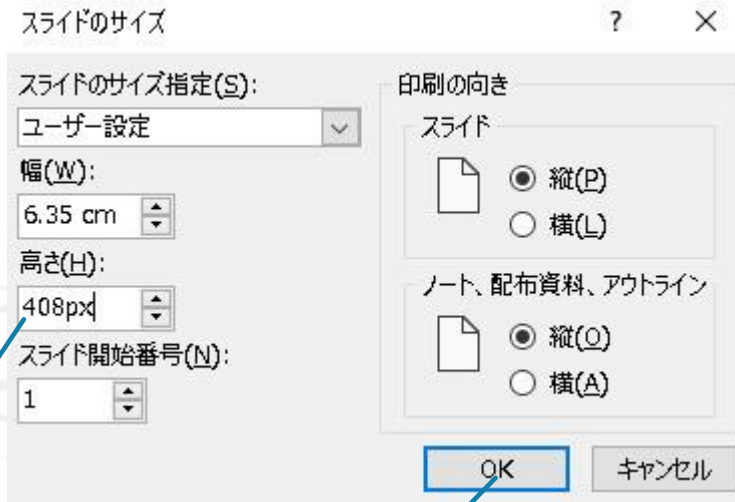 スライドのサイズ
? ×
スライドのサイズ指定(S):
ユーザー設定
幅(W):
6.35 cm
高さ(H):
408px
スライド開始番号(N):
1
印刷の向き
スライド
縦(P)
横(L)
ノート、配布資料、アウトライン
縦(O)
横(A)
OK
キャンセル